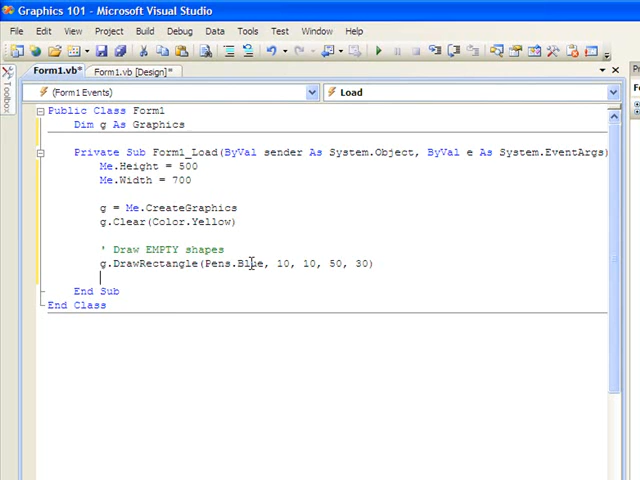 Graphics 101 - Microsoft Visual Studio
File Edit View Project Build Debug Data Tools Test Window Help
Form1.vb* Form1.vb [Design]*
Toolbox
(Form1 Events) Load
Public Class Form1
Dim g As Graphics
Private Sub Form1_Load(ByVal sender As System.Object, ByVal e As System.EventArgs)
Me.Height = 500
Me.Width = 700
g = Me.CreateGraphics
g.Clear(Color.Yellow)
' Draw EMPTY shapes
g.DrawRectangle(Pens.Blue, 10, 10, 50, 30)
End Sub
End Class